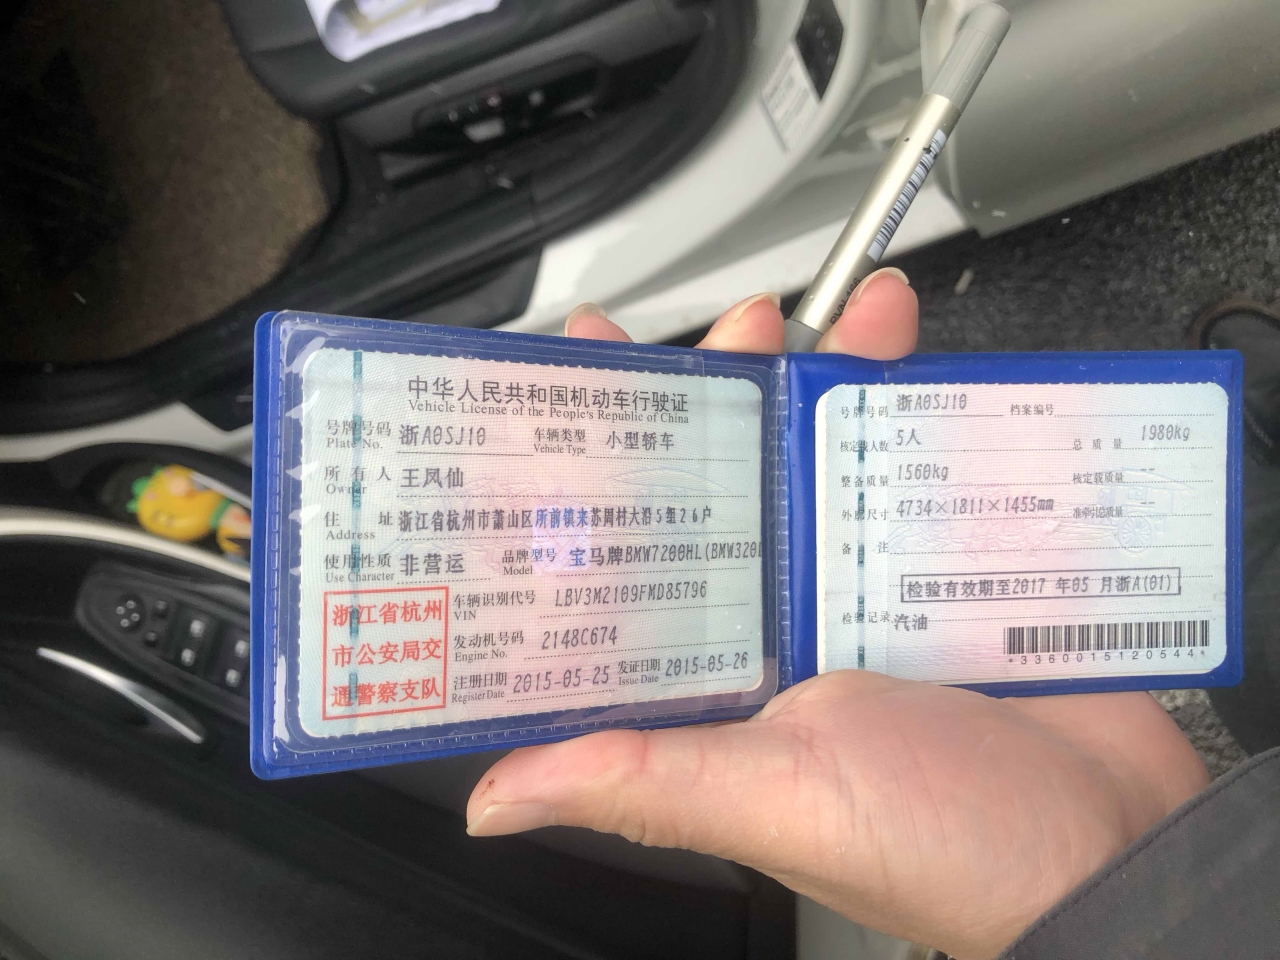 中华人民共和国机动车行驶证
Vehicle License of the People's Republic of China
号牌号码 浙A0SJ10 车辆类型 小型轿车
Plate No. Vehicle Type
所有人 王凤仙
Owner
住址 浙江省杭州市萧山区所前镇来苏周村大沿5组26户
Address
使用性质 非营运 品牌型号 宝马牌BMW7200HL(BMW320L
Use Character Model
浙江省杭州
市公安局交
通警察支队
车辆识别代号 LBV3M2109FMD85796
VIN
发动机号码 2148C674
Engine No.
注册日期 2015-05-25 发证日期 2015-05-26
Register Date Issue Date
号牌号码 浙A0SJ10 档案编号
核定载人数 5人 总质量 1980kg
整备质量 1560kg 核定载质量 --
外廓尺寸 4734×1811×1455mm 准牵引总质量 --
备注
检验有效期至2017年05月浙A(01)
检验记录 汽油
*3360015120544*